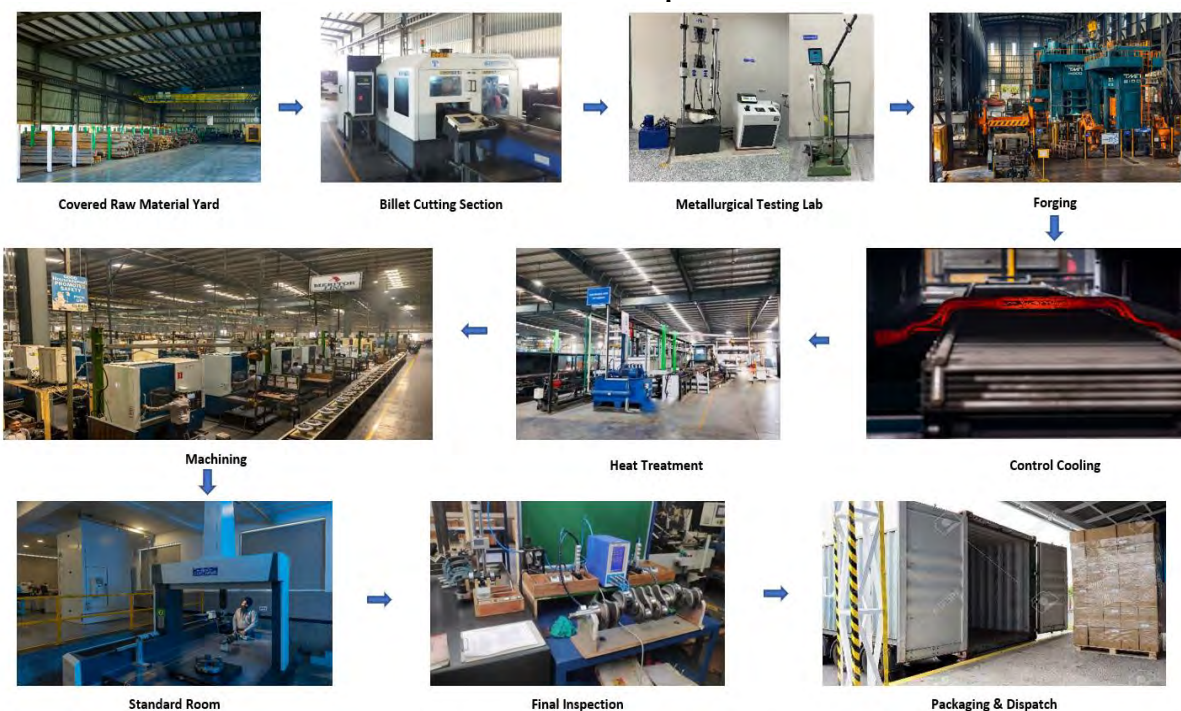 Covered Raw Material Yard
Billet Cutting Section
Metallurgical Testing Lab
Forging
Machining
Heat Treatment
Control Cooling
Standard Room
Final Inspection
Packaging & Dispatch